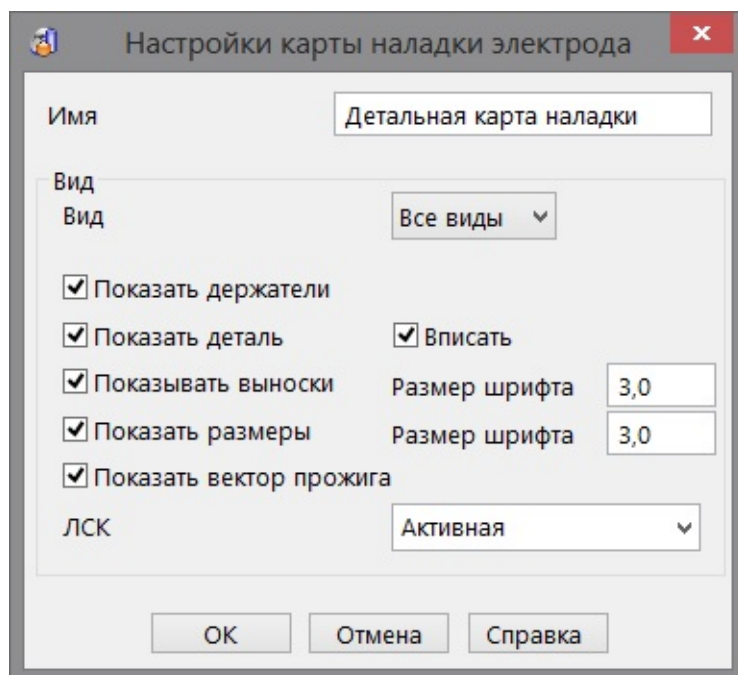 Настройки карты наладки электрода
Имя Детальная карта наладки
Вид
Вид Все виды
Показать держатели
Показать деталь Вписать
Показывать выноски Размер шрифта 3,0
Показать размеры Размер шрифта 3,0
Показать вектор прожига
ЛСК Активная
ОК Отмена Справка